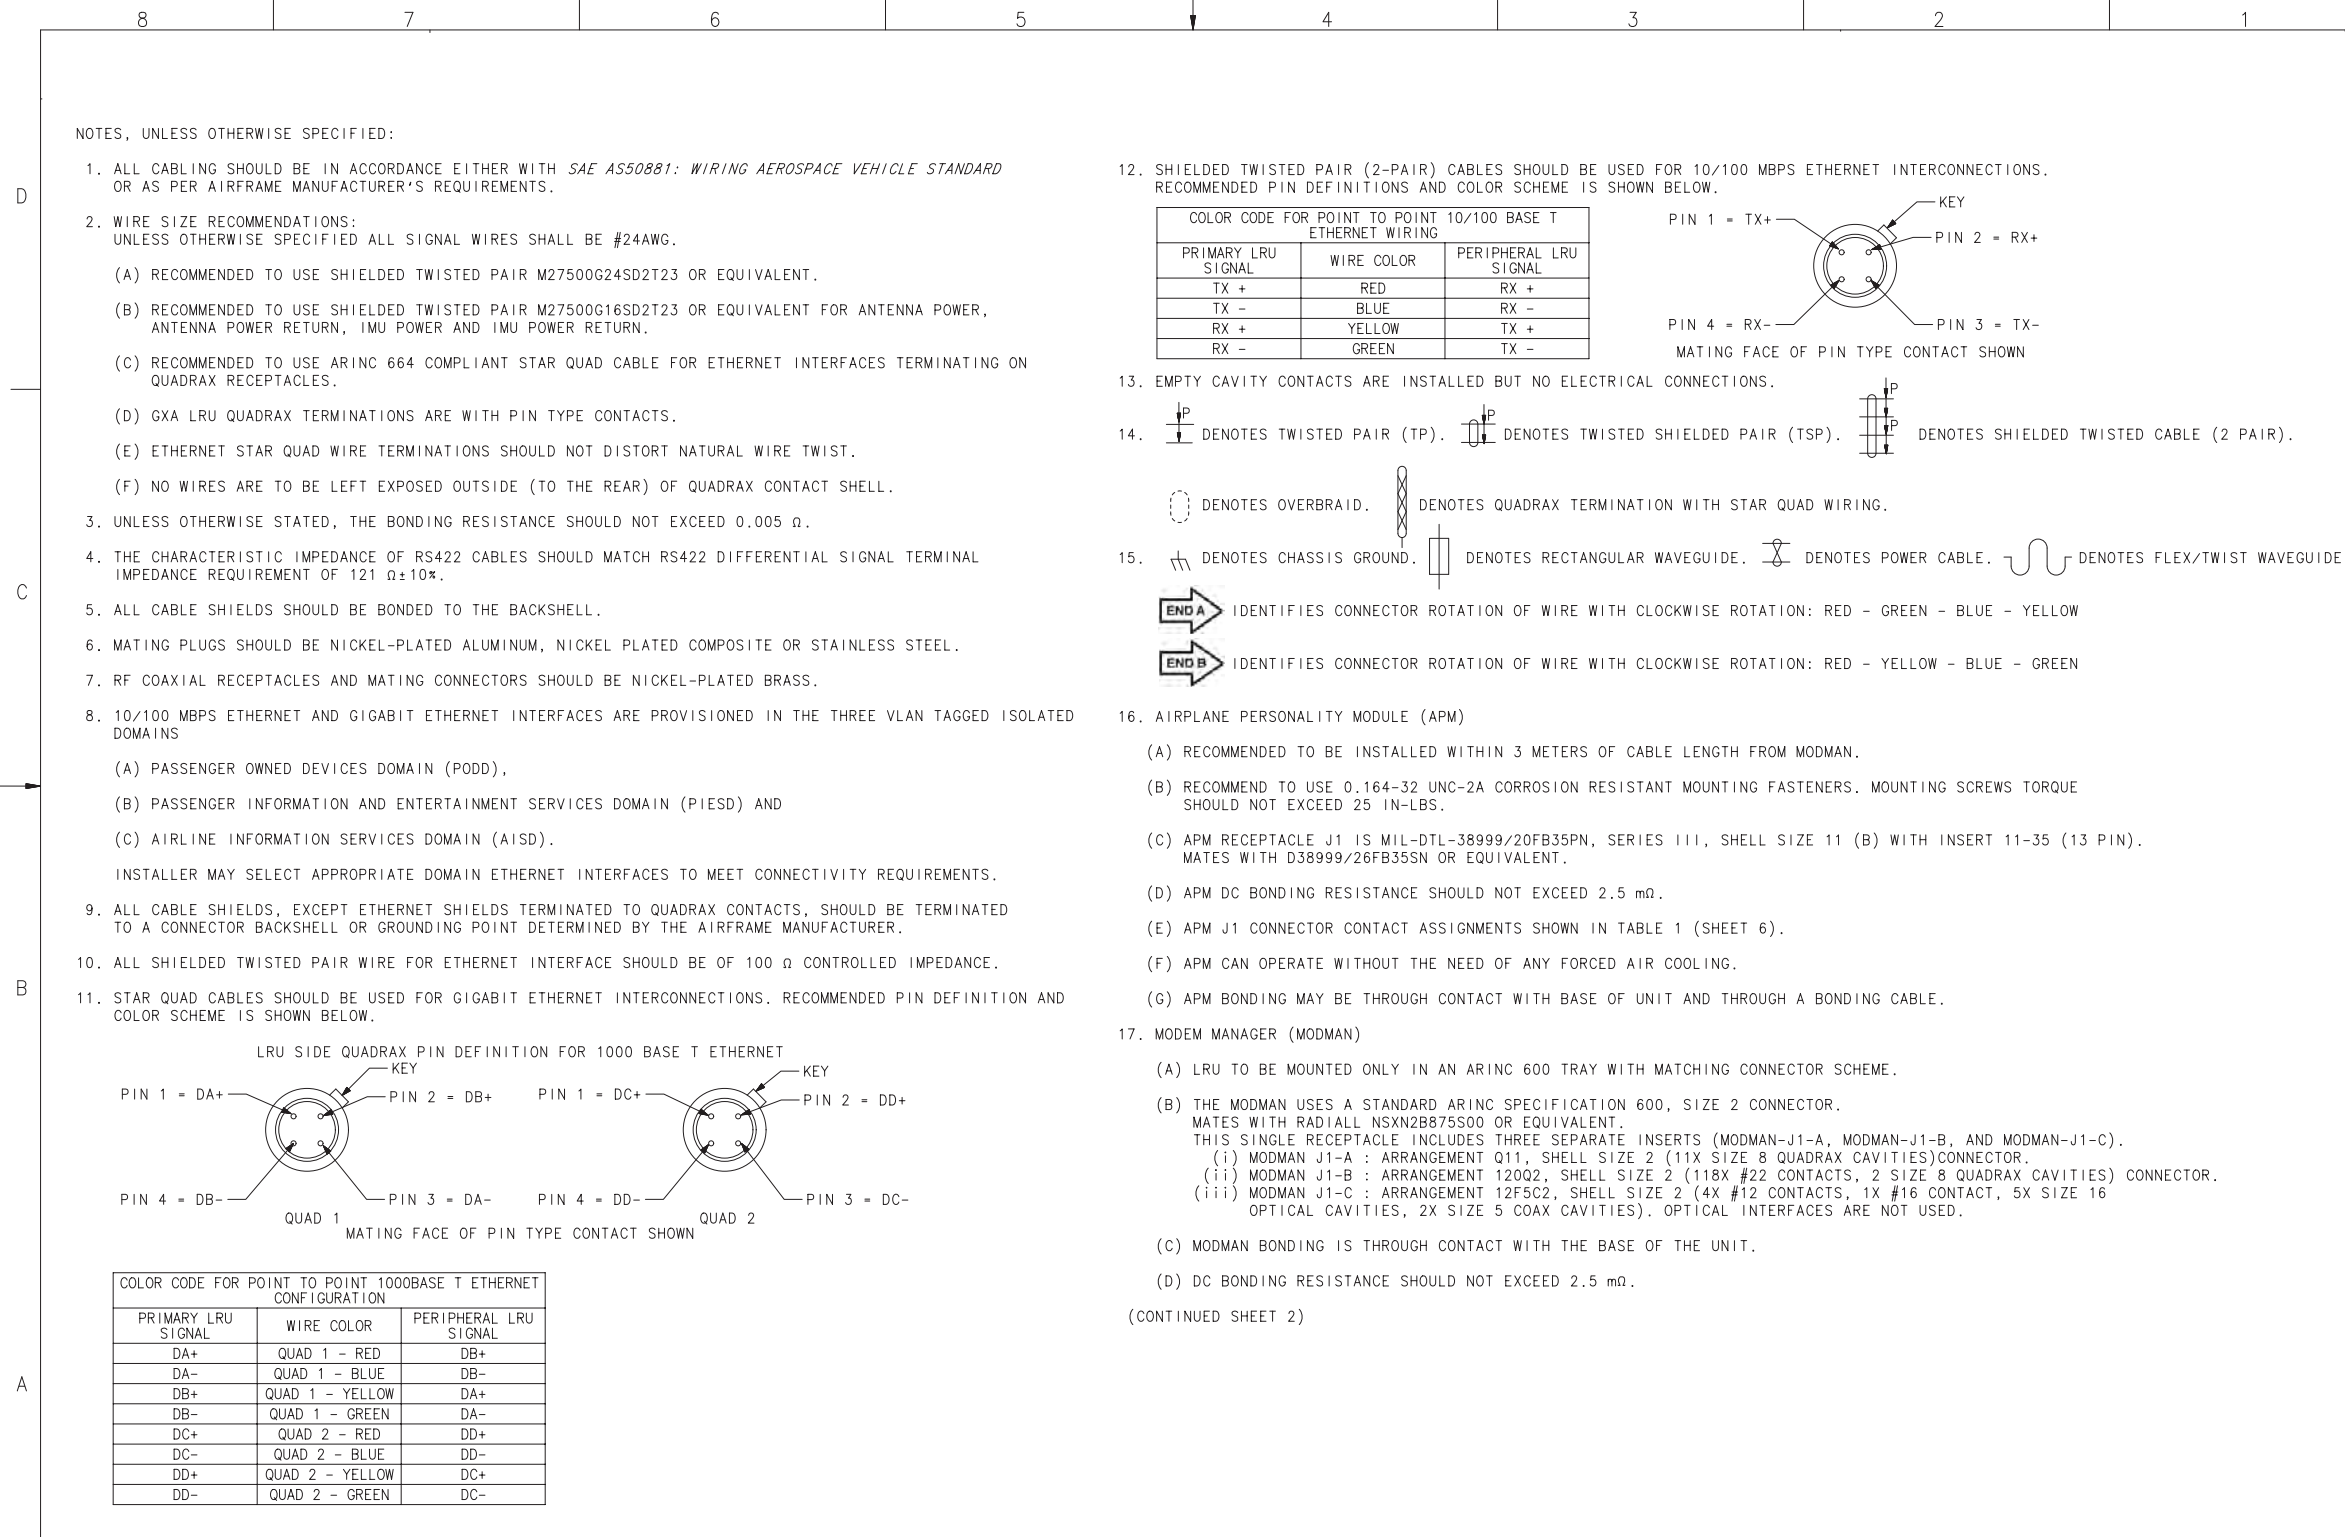 8 7 6 5 4 3 2 1
D
C
B
A
NOTES, UNLESS OTHERWISE SPECIFIED:
1. ALL CABLING SHOULD BE IN ACCORDANCE EITHER WITH SAE AS50881: WIRING AEROSPACE VEHICLE STANDARD
OR AS PER AIRFRAME MANUFACTURER'S REQUIREMENTS.
2. WIRE SIZE RECOMMENDATIONS:
UNLESS OTHERWISE SPECIFIED ALL SIGNAL WIRES SHALL BE #24AWG.
(A) RECOMMENDED TO USE SHIELDED TWISTED PAIR M27500G24SD2T23 OR EQUIVALENT.
(B) RECOMMENDED TO USE SHIELDED TWISTED PAIR M27500G16SD2T23 OR EQUIVALENT FOR ANTENNA POWER,
ANTENNA POWER RETURN, IMU POWER AND IMU POWER RETURN.
(C) RECOMMENDED TO USE ARINC 664 COMPLIANT STAR QUAD CABLE FOR ETHERNET INTERFACES TERMINATING ON
QUADRAX RECEPTACLES.
(D) GXA LRU QUADRAX TERMINATIONS ARE WITH PIN TYPE CONTACTS.
(E) ETHERNET STAR QUAD WIRE TERMINATIONS SHOULD NOT DISTORT NATURAL WIRE TWIST.
(F) NO WIRES ARE TO BE LEFT EXPOSED OUTSIDE (TO THE REAR) OF QUADRAX CONTACT SHELL.
3. UNLESS OTHERWISE STATED, THE BONDING RESISTANCE SHOULD NOT EXCEED 0.005 Ω.
4. THE CHARACTERISTIC IMPEDANCE OF RS422 CABLES SHOULD MATCH RS422 DIFFERENTIAL SIGNAL TERMINAL
IMPEDANCE REQUIREMENT OF 121 Ω±10%.
5. ALL CABLE SHIELDS SHOULD BE BONDED TO THE BACKSHELL.
6. MATING PLUGS SHOULD BE NICKEL-PLATED ALUMINUM, NICKEL PLATED COMPOSITE OR STAINLESS STEEL.
7. RF COAXIAL RECEPTACLES AND MATING CONNECTORS SHOULD BE NICKEL-PLATED BRASS.
8. 10/100 MBPS ETHERNET AND GIGABIT ETHERNET INTERFACES ARE PROVISIONED IN THE THREE VLAN TAGGED ISOLATED
DOMAINS
(A) PASSENGER OWNED DEVICES DOMAIN (PODD),
(B) PASSENGER INFORMATION AND ENTERTAINMENT SERVICES DOMAIN (PIESD) AND
(C) AIRLINE INFORMATION SERVICES DOMAIN (AISD).
INSTALLER MAY SELECT APPROPRIATE DOMAIN ETHERNET INTERFACES TO MEET CONNECTIVITY REQUIREMENTS.
9. ALL CABLE SHIELDS, EXCEPT ETHERNET SHIELDS TERMINATED TO QUADRAX CONTACTS, SHOULD BE TERMINATED
TO A CONNECTOR BACKSHELL OR GROUNDING POINT DETERMINED BY THE AIRFRAME MANUFACTURER.
10. ALL SHIELDED TWISTED PAIR WIRE FOR ETHERNET INTERFACE SHOULD BE OF 100 Ω CONTROLLED IMPEDANCE.
11. STAR QUAD CABLES SHOULD BE USED FOR GIGABIT ETHERNET INTERCONNECTIONS. RECOMMENDED PIN DEFINITION AND
COLOR SCHEME IS SHOWN BELOW.
LRU SIDE QUADRAX PIN DEFINITION FOR 1000 BASE T ETHERNET
KEY KEY
PIN 1 = DA+ PIN 2 = DB+ PIN 1 = DC+ PIN 2 = DD+
PIN 4 = DB- PIN 3 = DA- PIN 4 = DD- PIN 3 = DC-
QUAD 1 QUAD 2
MATING FACE OF PIN TYPE CONTACT SHOWN
COLOR CODE FOR POINT TO POINT 1000BASE T ETHERNET
CONFIGURATION
PRIMARY LRU SIGNAL WIRE COLOR PERIPHERAL LRU SIGNAL
DA+ QUAD 1 - RED DB+
DA- QUAD 1 - BLUE DB-
DB+ QUAD 1 - YELLOW DA+
DB- QUAD 1 - GREEN DA-
DC+ QUAD 2 - RED DD+
DC- QUAD 2 - BLUE DD-
DD+ QUAD 2 - YELLOW DC+
DD- QUAD 2 - GREEN DC-
12. SHIELDED TWISTED PAIR (2-PAIR) CABLES SHOULD BE USED FOR 10/100 MBPS ETHERNET INTERCONNECTIONS.
RECOMMENDED PIN DEFINITIONS AND COLOR SCHEME IS SHOWN BELOW.
COLOR CODE FOR POINT TO POINT 10/100 BASE T
ETHERNET WIRING
PRIMARY LRU SIGNAL WIRE COLOR PERIPHERAL LRU SIGNAL
TX + RED RX +
TX - BLUE RX -
RX + YELLOW TX +
RX - GREEN TX -
KEY
PIN 1 = TX+ PIN 2 = RX+
PIN 4 = RX- PIN 3 = TX-
MATING FACE OF PIN TYPE CONTACT SHOWN
13. EMPTY CAVITY CONTACTS ARE INSTALLED BUT NO ELECTRICAL CONNECTIONS.
14. P DENOTES TWISTED PAIR (TP). P DENOTES TWISTED SHIELDED PAIR (TSP). P P DENOTES SHIELDED TWISTED CABLE (2 PAIR).
DENOTES OVERBRAID. DENOTES QUADRAX TERMINATION WITH STAR QUAD WIRING.
15. DENOTES CHASSIS GROUND. DENOTES RECTANGULAR WAVEGUIDE. DENOTES POWER CABLE. DENOTES FLEX/TWIST WAVEGUIDE
END A IDENTIFIES CONNECTOR ROTATION OF WIRE WITH CLOCKWISE ROTATION: RED - GREEN - BLUE - YELLOW
END B IDENTIFIES CONNECTOR ROTATION OF WIRE WITH CLOCKWISE ROTATION: RED - YELLOW - BLUE - GREEN
16. AIRPLANE PERSONALITY MODULE (APM)
(A) RECOMMENDED TO BE INSTALLED WITHIN 3 METERS OF CABLE LENGTH FROM MODMAN.
(B) RECOMMEND TO USE 0.164-32 UNC-2A CORROSION RESISTANT MOUNTING FASTENERS. MOUNTING SCREWS TORQUE
SHOULD NOT EXCEED 25 IN-LBS.
(C) APM RECEPTACLE J1 IS MIL-DTL-38999/20FB35PN, SERIES III, SHELL SIZE 11 (B) WITH INSERT 11-35 (13 PIN).
MATES WITH D38999/26FB35SN OR EQUIVALENT.
(D) APM DC BONDING RESISTANCE SHOULD NOT EXCEED 2.5 mΩ.
(E) APM J1 CONNECTOR CONTACT ASSIGNMENTS SHOWN IN TABLE 1 (SHEET 6).
(F) APM CAN OPERATE WITHOUT THE NEED OF ANY FORCED AIR COOLING.
(G) APM BONDING MAY BE THROUGH CONTACT WITH BASE OF UNIT AND THROUGH A BONDING CABLE.
17. MODEM MANAGER (MODMAN)
(A) LRU TO BE MOUNTED ONLY IN AN ARINC 600 TRAY WITH MATCHING CONNECTOR SCHEME.
(B) THE MODMAN USES A STANDARD ARINC SPECIFICATION 600, SIZE 2 CONNECTOR.
MATES WITH RADIALL NSXN2B875S00 OR EQUIVALENT.
THIS SINGLE RECEPTACLE INCLUDES THREE SEPARATE INSERTS (MODMAN-J1-A, MODMAN-J1-B, AND MODMAN-J1-C).
(i) MODMAN J1-A : ARRANGEMENT Q11, SHELL SIZE 2 (11X SIZE 8 QUADRAX CAVITIES)CONNECTOR.
(ii) MODMAN J1-B : ARRANGEMENT 120Q2, SHELL SIZE 2 (118X #22 CONTACTS, 2 SIZE 8 QUADRAX CAVITIES) CONNECTOR.
(iii) MODMAN J1-C : ARRANGEMENT 12F5C2, SHELL SIZE 2 (4X #12 CONTACTS, 1X #16 CONTACT, 5X SIZE 16
OPTICAL CAVITIES, 2X SIZE 5 COAX CAVITIES). OPTICAL INTERFACES ARE NOT USED.
(C) MODMAN BONDING IS THROUGH CONTACT WITH THE BASE OF THE UNIT.
(D) DC BONDING RESISTANCE SHOULD NOT EXCEED 2.5 mΩ.
(CONTINUED SHEET 2)